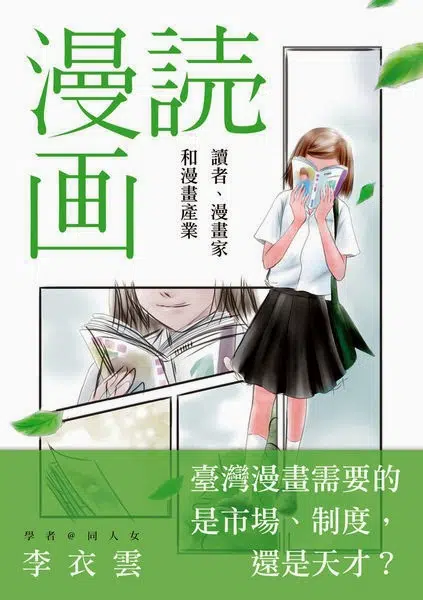 読
漫画
讀者、漫畫家
和漫畫產業
臺灣漫畫需要的
是市場、制度，
還是天才？
學者@同人女
李衣雲